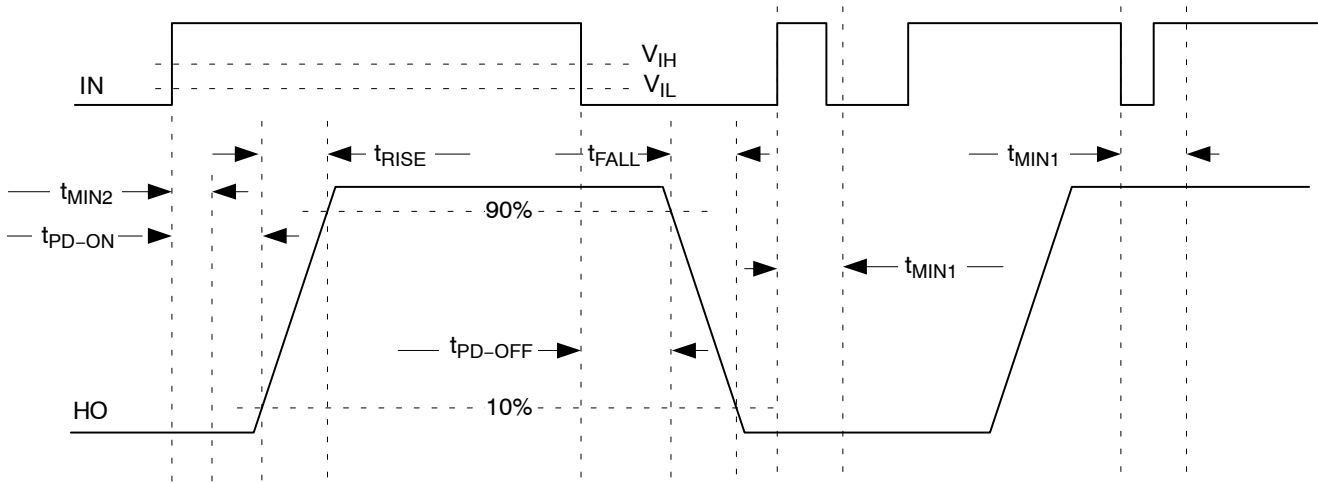 V_IH
IN
V_IL
t_RISE
t_FALL
t_MIN1
t_MIN2
90%
t_PD−ON
t_MIN1
t_PD−OFF
HO
10%